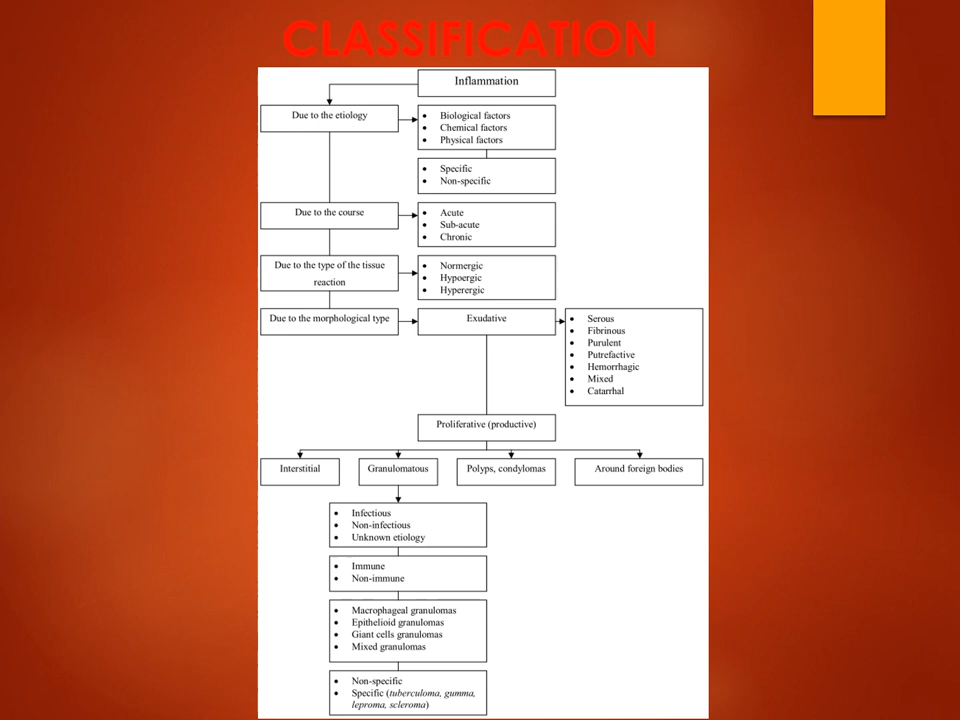 CLASSIFICATION
Inflammation
Due to the etiology
• Biological factors
• Chemical factors
• Physical factors
• Specific
• Non-specific
Due to the course
• Acute
• Sub-acute
• Chronic
Due to the type of the tissue
reaction
• Normergic
• Hypoergic
• Hyperergic
Due to the morphological type
Exudative
• Serous
• Fibrinous
• Purulent
• Putrefactive
• Hemorrhagic
• Mixed
• Catarrhal
Proliferative (productive)
Interstitial
Granulomatous
Polyps, condylomas
Around foreign bodies
• Infectious
• Non-infectious
• Unknown etiology
• Immune
• Non-immune
• Macrophageal granulomas
• Epithelioid granulomas
• Giant cells granulomas
• Mixed granulomas
• Non-specific
• Specific (tuberculoma, gumma,
leproma, scleroma)